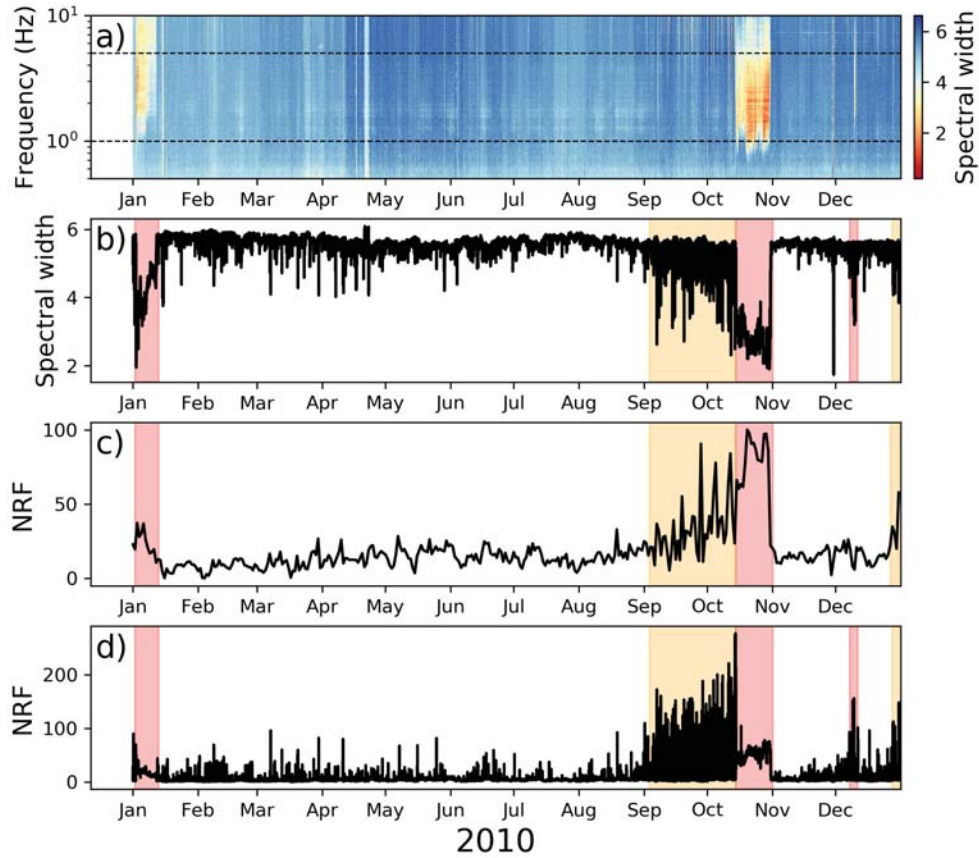 a)
Frequency (Hz)
10¹
10⁰
Jan Feb Mar Apr May Jun Jul Aug Sep Oct Nov Dec
6
4
2
Spectral width
b)
Spectral width
6
4
2
Jan Feb Mar Apr May Jun Jul Aug Sep Oct Nov Dec
c)
NRF
100
50
0
Jan Feb Mar Apr May Jun Jul Aug Sep Oct Nov Dec
d)
NRF
200
100
0
Jan Feb Mar Apr May Jun Jul Aug Sep Oct Nov Dec
2010